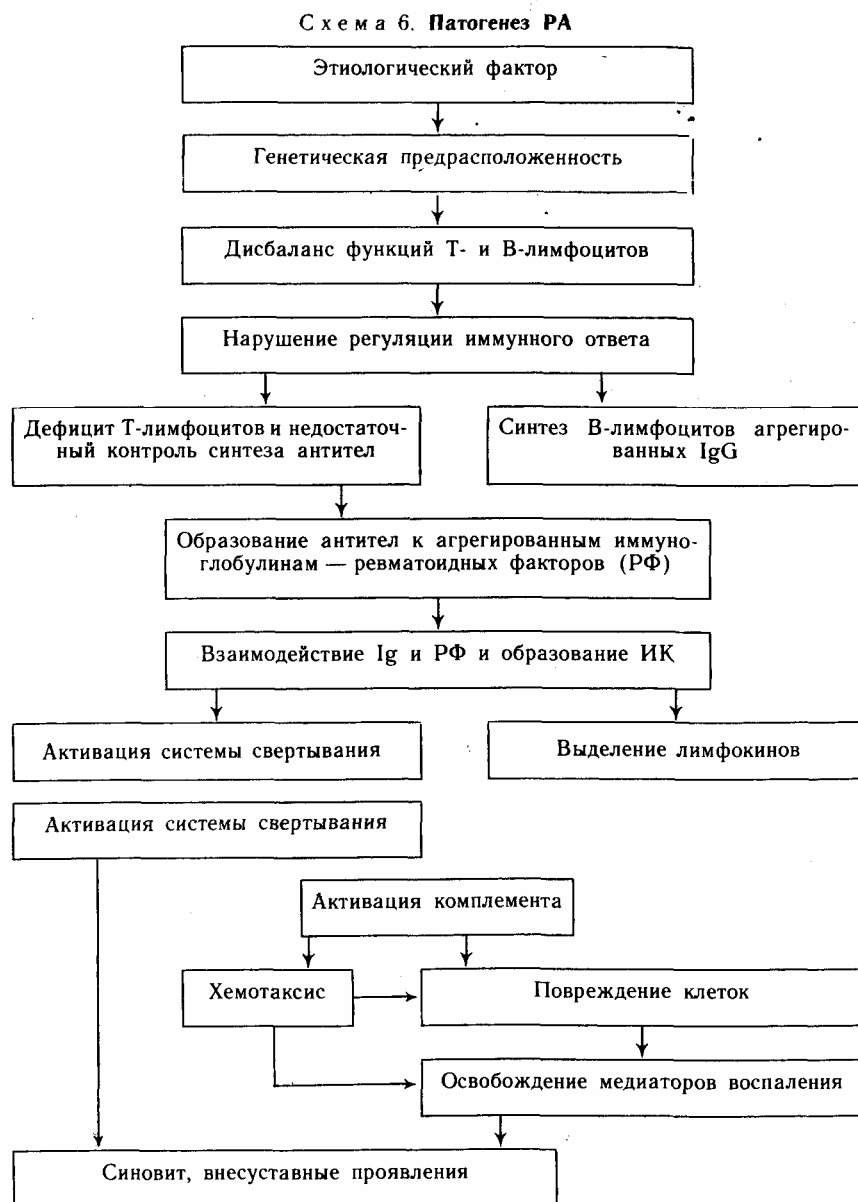 Схема 6. Патогенез РА
Этиологический фактор
Генетическая предрасположенность
Дисбаланс функций Т- и В-лимфоцитов
Нарушение регуляции иммунного ответа
Дефицит Т-лимфоцитов и недостаточ-
ный контроль синтеза антител
Синтез В-лимфоцитов агрегиро-
ванных IgG
Образование антител к агрегированным иммуно-
глобулинам — ревматоидных факторов (РФ)
Взаимодействие Ig и РФ и образование ИК
Активация системы свертывания
Выделение лимфокинов
Активация системы свертывания
Активация комплемента
Хемотаксис
Повреждение клеток
Освобождение медиаторов воспаления
Синовит, внесуставные проявления